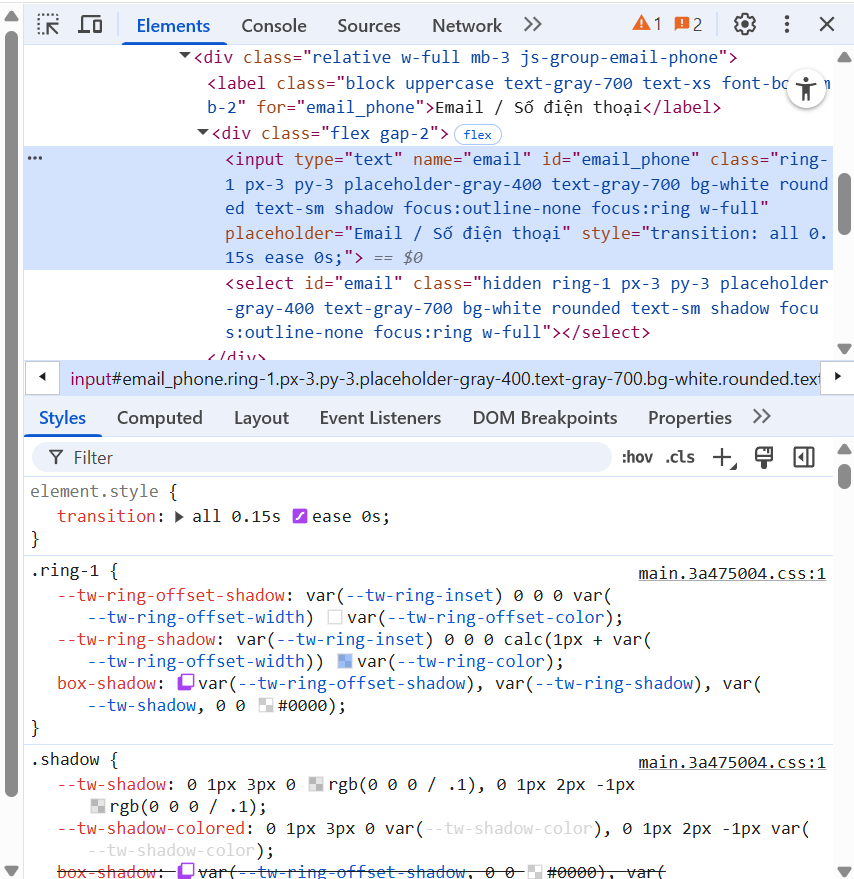 Elements Console Sources Network 1 2
<div class="relative w-full mb-3 js-group-email-phone">
<label class="block uppercase text-gray-700 text-xs
b-2" for="email_phone">Email / Số điện thoại</label>
<div class="flex gap-2"> flex
<input type="text" name="email" id="email_phone" class="ring-
1 px-3 py-3 placeholder-gray-400 text-gray-700 bg-white round
ed text-sm shadow focus:outline-none focus:ring w-full"
placeholder="Email / Số điện thoại" style="transition: all 0.
15s ease 0s;"> == $0
<select id="email" class="hidden ring-1 px-3 py-3 placeholder
-gray-400 text-gray-700 bg-white rounded text-sm shadow focu
s:outline-none focus:ring w-full"></select>
</div>
input#email_phone.ring-1.px-3.py-3.placeholder-gray-400.text-gray-700.bg-white.rounded.text
Styles Computed Layout Event Listeners DOM Breakpoints Properties
Filter :hov .cls
element.style {
transition: all 0.15s ease 0s;
}
.ring-1 { main.3a475004.css:1
--tw-ring-offset-shadow: var(--tw-ring-inset) 0 0 0 var(
--tw-ring-offset-width) var(--tw-ring-offset-color);
--tw-ring-shadow: var(--tw-ring-inset) 0 0 0 calc(1px + var(
--tw-ring-offset-width)) var(--tw-ring-color);
box-shadow: var(--tw-ring-offset-shadow), var(--tw-ring-shadow), var(
--tw-shadow, 0 0 #0000);
}
.shadow { main.3a475004.css:1
--tw-shadow: 0 1px 3px 0 rgb(0 0 0 / .1), 0 1px 2px -1px
rgb(0 0 0 / .1);
--tw-shadow-colored: 0 1px 3px 0 var(--tw-shadow-color), 0 1px 2px -1px var(
--tw-shadow-color);
box-shadow: var(--tw-ring-offset-shadow, 0 0 #0000), var(